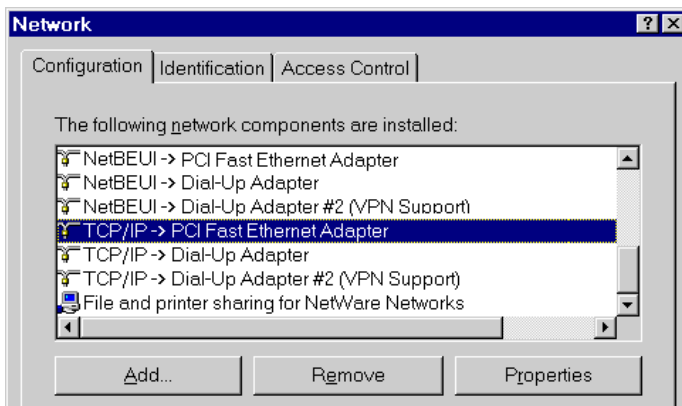 Network
Configuration Identification Access Control
The following network components are installed:
NetBEUI -> PCI Fast Ethernet Adapter
NetBEUI -> Dial-Up Adapter
NetBEUI -> Dial-Up Adapter #2 (VPN Support)
TCP/IP -> PCI Fast Ethernet Adapter
TCP/IP -> Dial-Up Adapter
TCP/IP -> Dial-Up Adapter #2 (VPN Support)
File and printer sharing for NetWare Networks
Add... Remove Properties